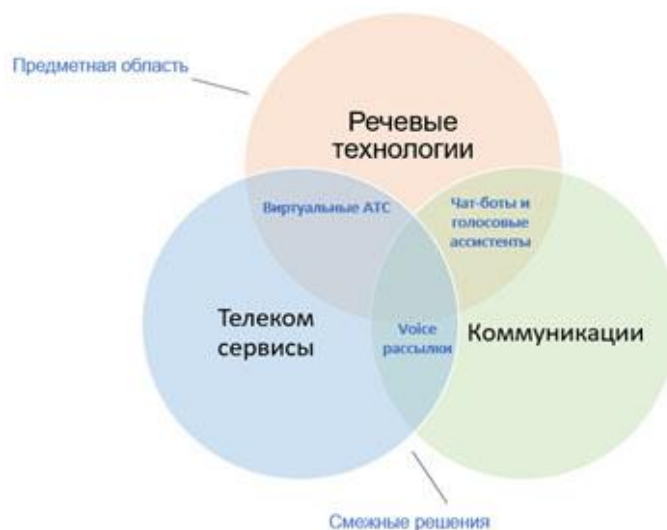 Предметная область
Речевые
технологии
Виртуальные АТС
Чат-боты и
голосовые
ассистенты
Телеком
сервисы
Voice
рассылки
Коммуникации
Смежные решения